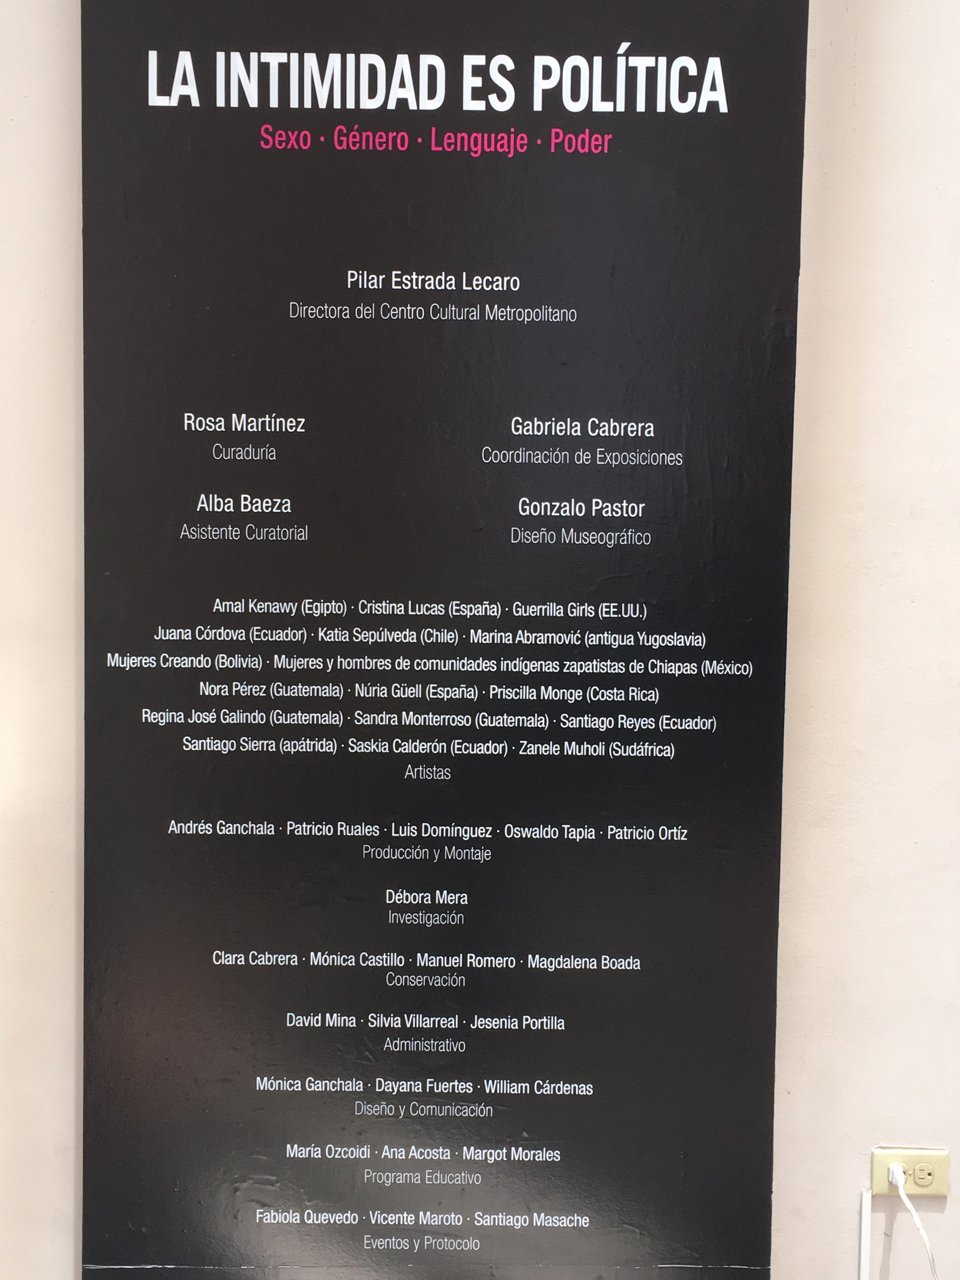 LA INTIMIDAD ES POLÍTICA
Sexo · Género · Lenguaje · Poder
Pilar Estrada Lecaro
Directora del Centro Cultural Metropolitano
Rosa Martínez
Curaduría
Gabriela Cabrera
Coordinación de Exposiciones
Alba Baeza
Asistente Curatorial
Gonzalo Pastor
Diseño Museográfico
Amal Kenawy (Egipto) · Cristina Lucas (España) · Guerrilla Girls (EE.UU.)
Juana Córdova (Ecuador) · Katia Sepúlveda (Chile) · Marina Abramović (antigua Yugoslavia)
Mujeres Creando (Bolivia) · Mujeres y hombres de comunidades indígenas zapatistas de Chiapas (México)
Nora Pérez (Guatemala) · Núria Güell (España) · Priscilla Monge (Costa Rica)
Regina José Galindo (Guatemala) · Sandra Monterroso (Guatemala) · Santiago Reyes (Ecuador)
Santiago Sierra (apátrida) · Saskia Calderón (Ecuador) · Zanele Muholi (Sudáfrica)
Artistas
Andrés Ganchala · Patricio Ruales · Luis Domínguez · Oswaldo Tapia · Patricio Ortíz
Producción y Montaje
Débora Mera
Investigación
Clara Cabrera · Mónica Castillo · Manuel Romero · Magdalena Boada
Conservación
David Mina · Silvia Villarreal · Jesenia Portilla
Administrativo
Mónica Ganchala · Dayana Fuertes · William Cárdenas
Diseño y Comunicación
María Ozcoidi · Ana Acosta · Margot Morales
Programa Educativo
Fabiola Quevedo · Vicente Maroto · Santiago Masache
Eventos y Protocolo